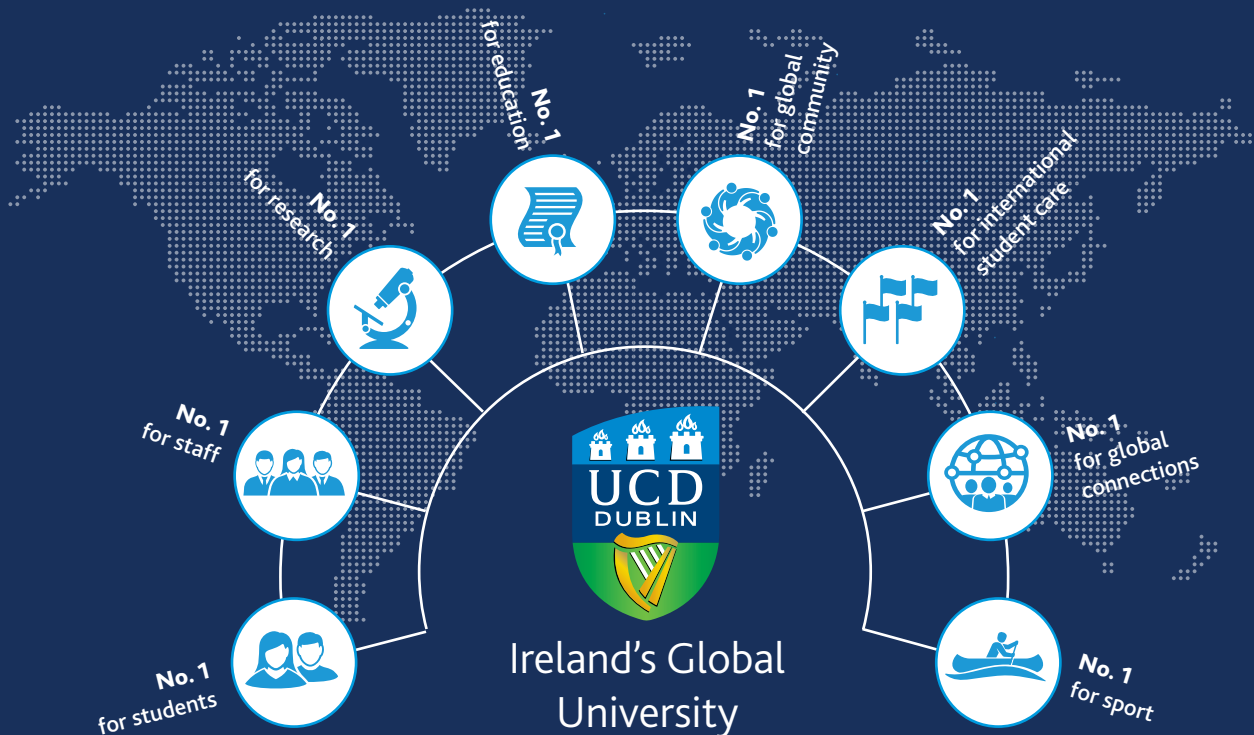 No. 1
for students
No. 1
for staff
No. 1
for research
No. 1
for education
No. 1
for global
community
No. 1
for international
student care
No. 1
for global
connections
No. 1
for sport
UCD
DUBLIN
Ireland's Global
University